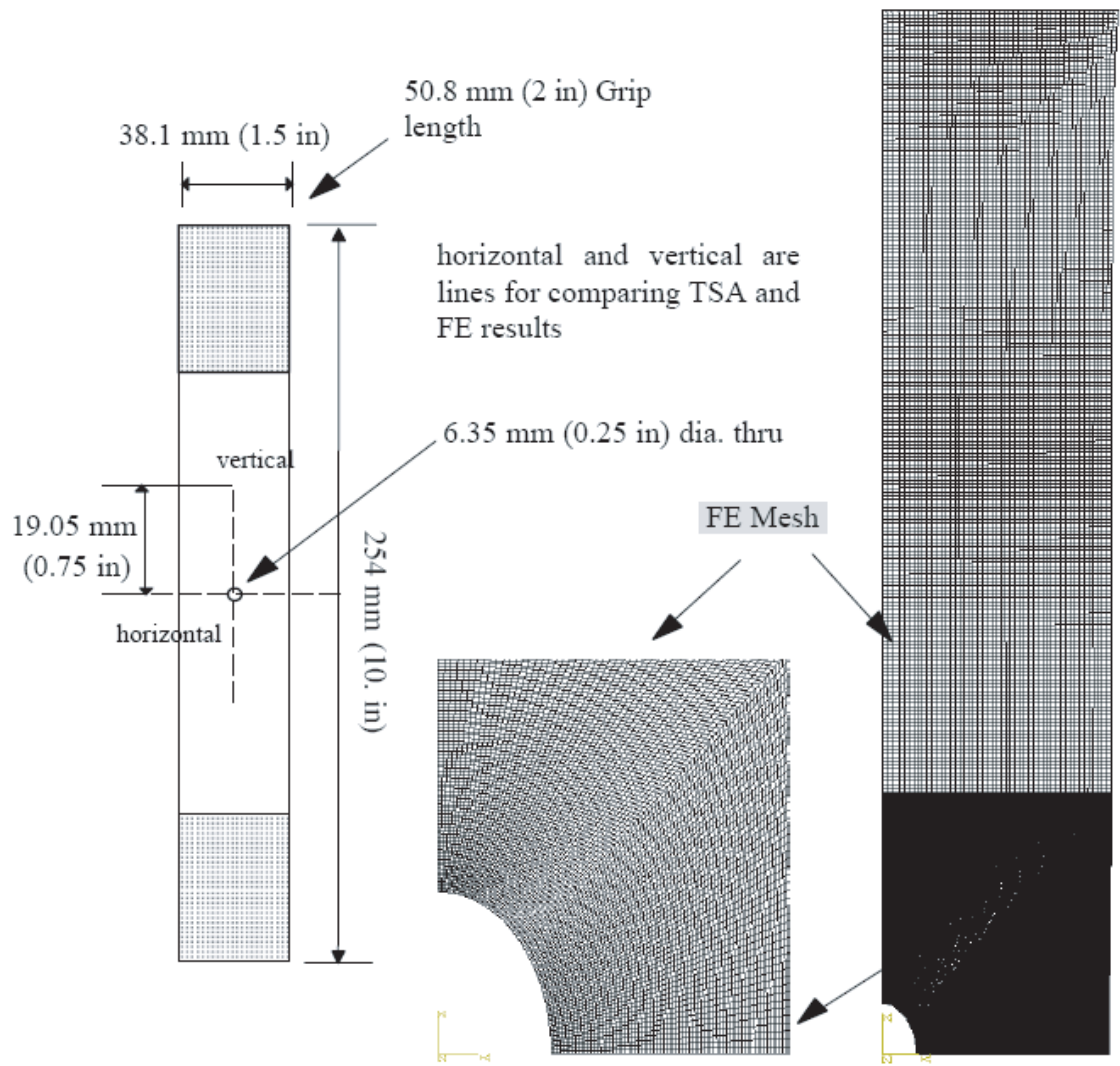 50.8 mm (2 in) Grip
length
38.1 mm (1.5 in)
horizontal and vertical are
lines for comparing TSA and
FE results
6.35 mm (0.25 in) dia. thru
vertical
19.05 mm
(0.75 in)
FE Mesh
254 mm (10. in)
horizontal